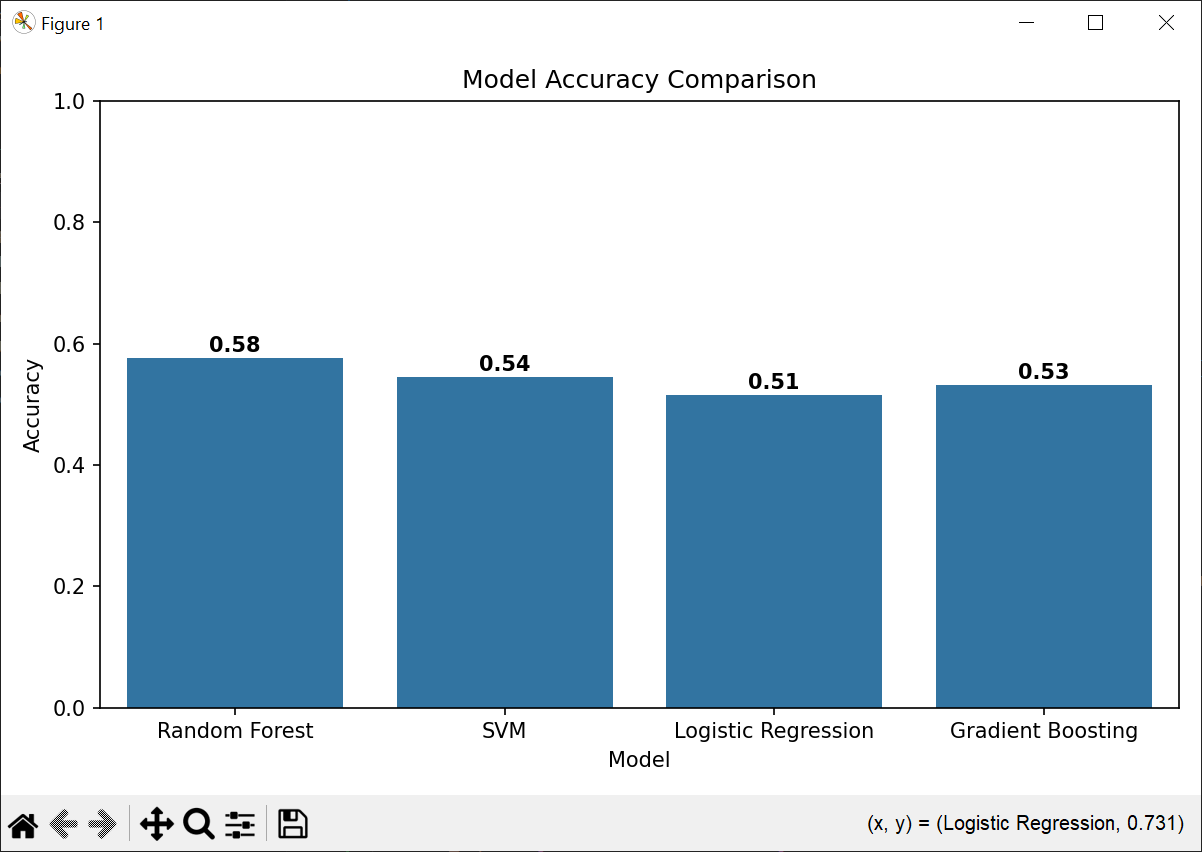 Figure 1
Model Accuracy Comparison
1.0
0.8
0.6
0.4
0.2
0.0
Accuracy
0.58
0.54
0.51
0.53
Random Forest
SVM
Logistic Regression
Gradient Boosting
Model
(x, y) = (Logistic Regression, 0.731)